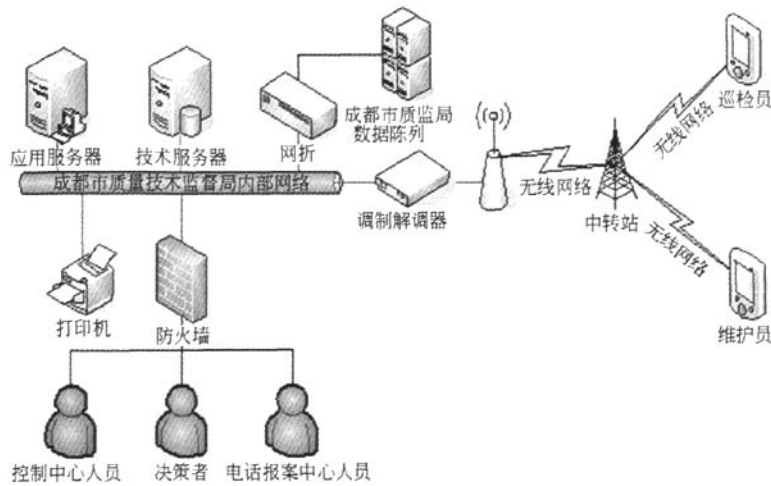 应用服务器
技术服务器
网折
成都市质监局
数据陈列
巡检员
无线网络
成都市质量技术监督局内部网络
调制解调器
无线网络
中转站
无线网络
打印机
防火墙
维护员
控制中心人员
决策者
电话报案中心人员